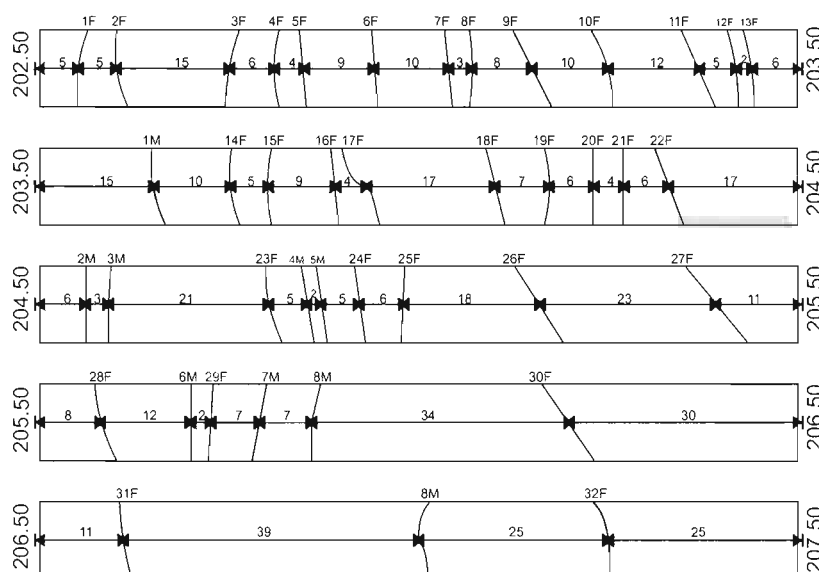 1F 2F 3F 4F 5F 6F 7F 8F 9F 10F 11F 12F 13F
202.50 5 5 15 6 4 9 10 3 8 10 12 5 2 6 203.50
1M 14F 15F 16F 17F 18F 19F 20F 21F 22F
203.50 15 10 5 9 4 17 7 6 4 6 17 204.50
2M 3M 23F 4M 5M 24F 25F 26F 27F
204.50 6 3 21 5 2 5 6 18 23 11 205.50
28F 6M 29F 7M 8M 30F
205.50 8 12 2 7 7 34 30 206.50
31F 8M 32F
206.50 11 39 25 25 207.50